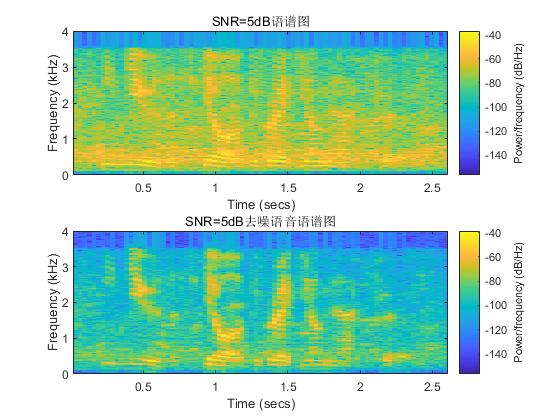 SNR=5dB语谱图
4
3
2
1
0
Frequency (kHz)
0.5 1 1.5 2 2.5
Time (secs)
-40
-60
-80
-100
-120
-140
Power/frequency (dB/Hz)
SNR=5dB去噪语音语谱图
4
3
2
1
0
Frequency (kHz)
0.5 1 1.5 2 2.5
Time (secs)
-40
-60
-80
-100
-120
-140
Power/frequency (dB/Hz)